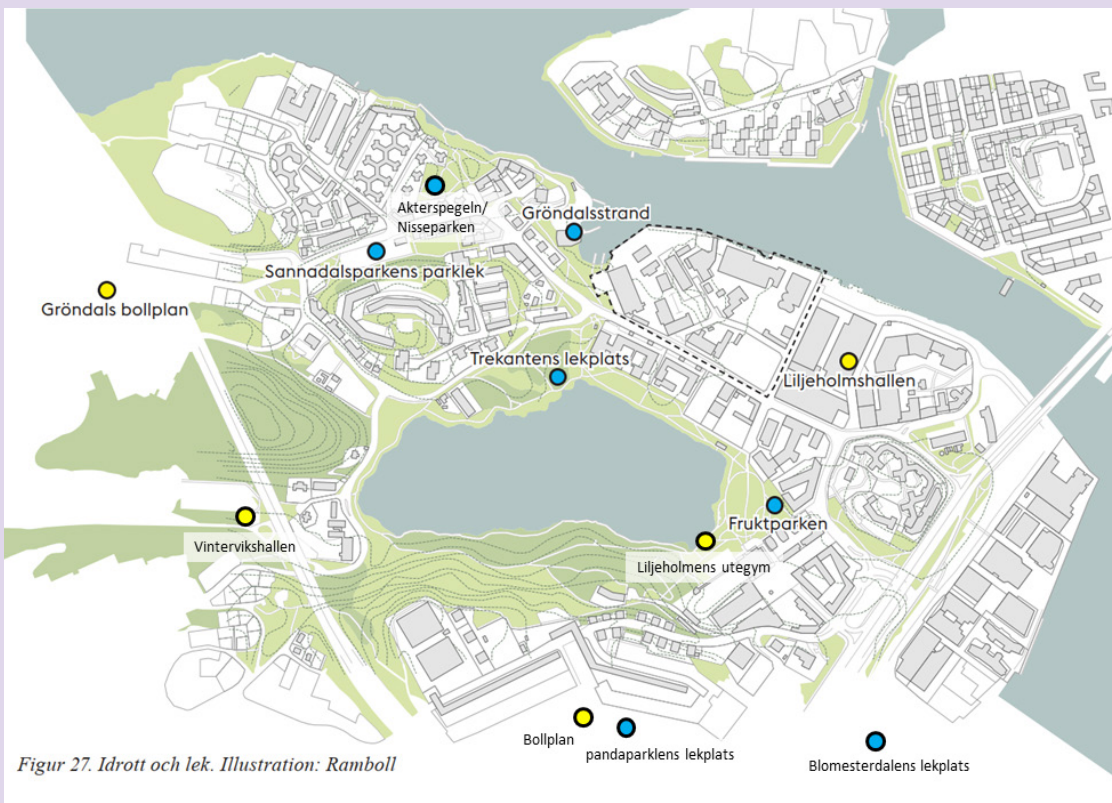 Akterspegeln/
Nisseparken
Gröndalsstrand
Sannadalsparkens parklek
Gröndals bollplan
Trekantens lekplats
Liljeholmshallen
Fruktparken
Vintervikshallen
Liljeholmens utegym
Bollplan
pandaparklens lekplats
Blomesterdalens lekplats
Figur 27. Idrott och lek. Illustration: Ramboll